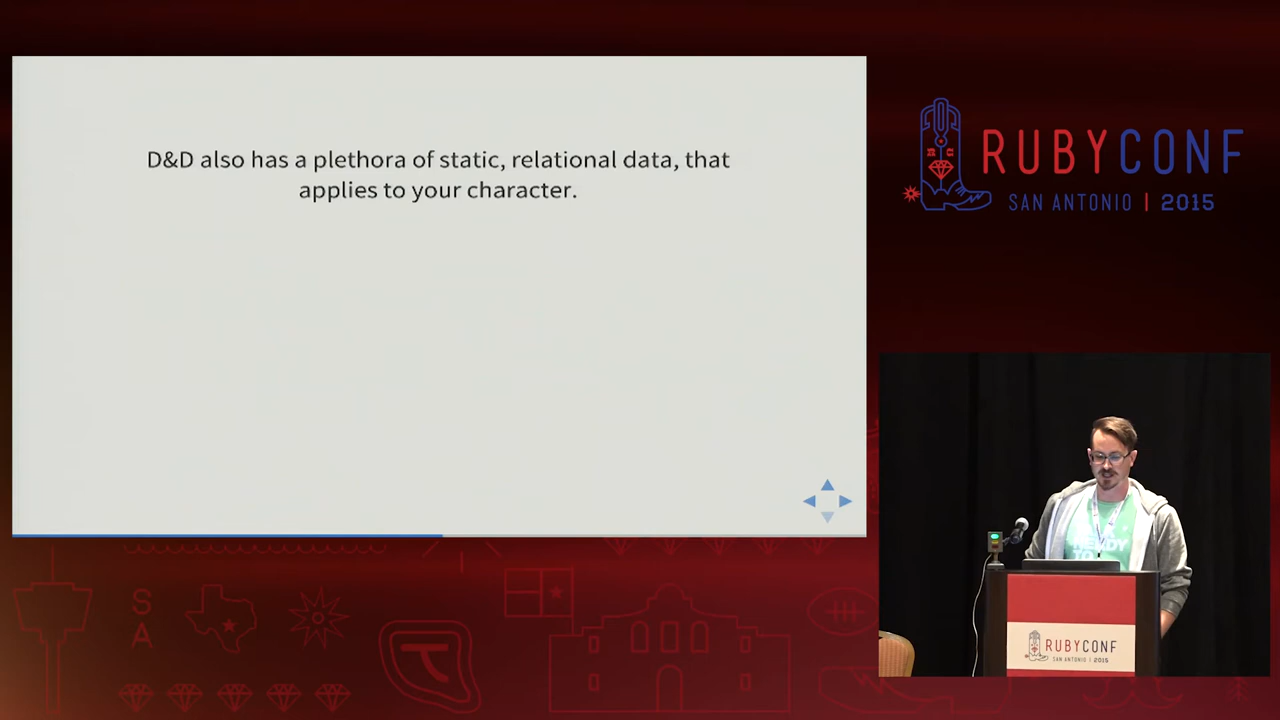 D&D also has a plethora of static, relational data, that
applies to your character.
RUBYCONF
SAN ANTONIO | 2015
S
A
RUBYCONF
SAN ANTONIO | 2015